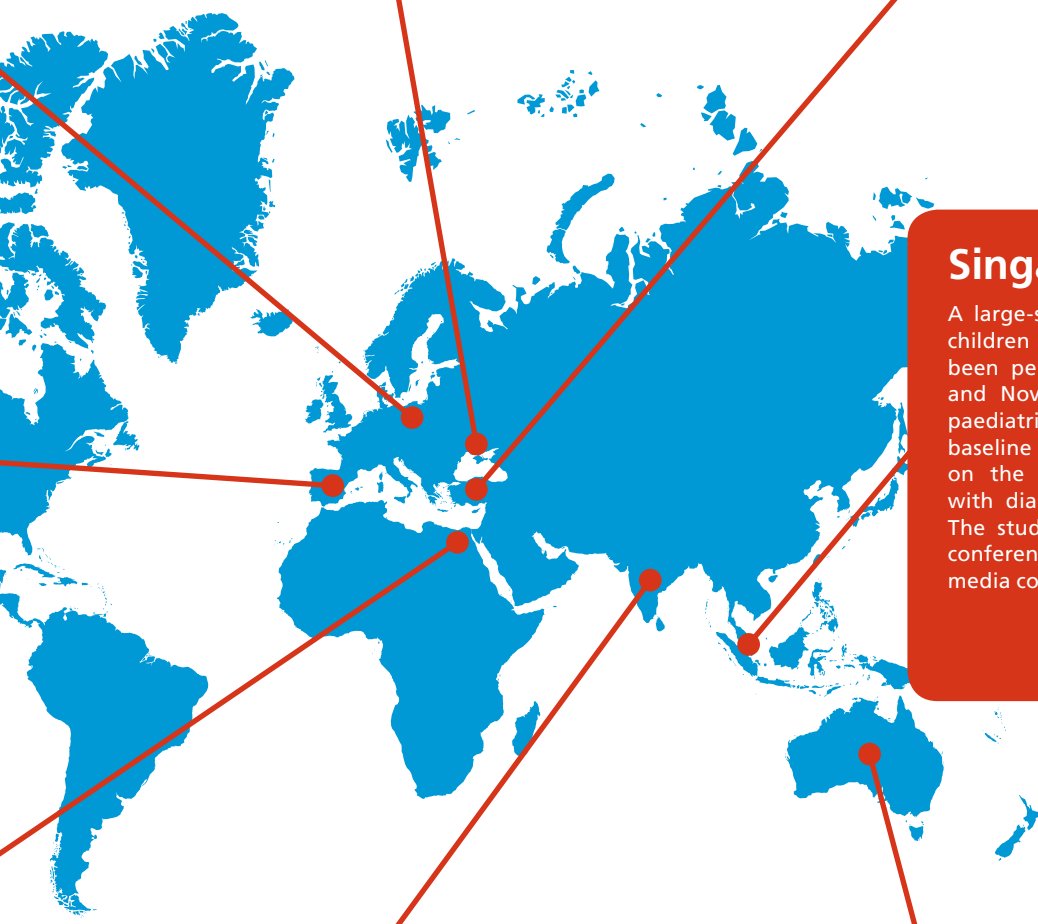 Sing
A large-s
children
been pe
and Nov
paediatri
baseline
on the
with dia
The stud
conferen
media co